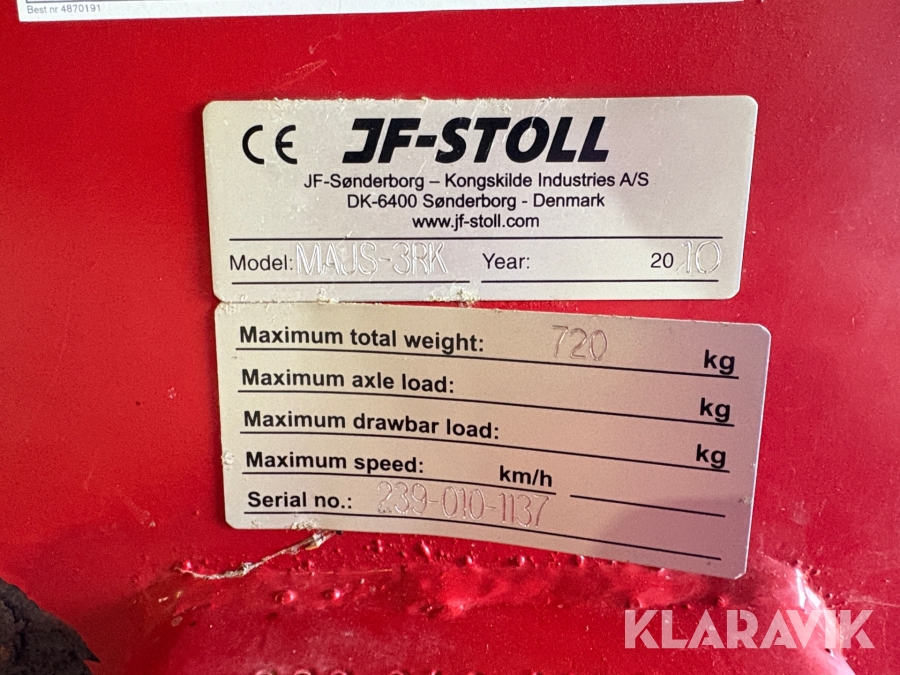 Best nr 4870191
CE JF-STOLL
JF-Sønderborg – Kongskilde Industries A/S
DK-6400 Sønderborg - Denmark
www.jf-stoll.com
Model: MAJS-3RK Year: 2010
Maximum total weight: 720 kg
Maximum axle load: kg
Maximum drawbar load: kg
Maximum speed: km/h
Serial no.: 239-010-1137
KLARAVIK